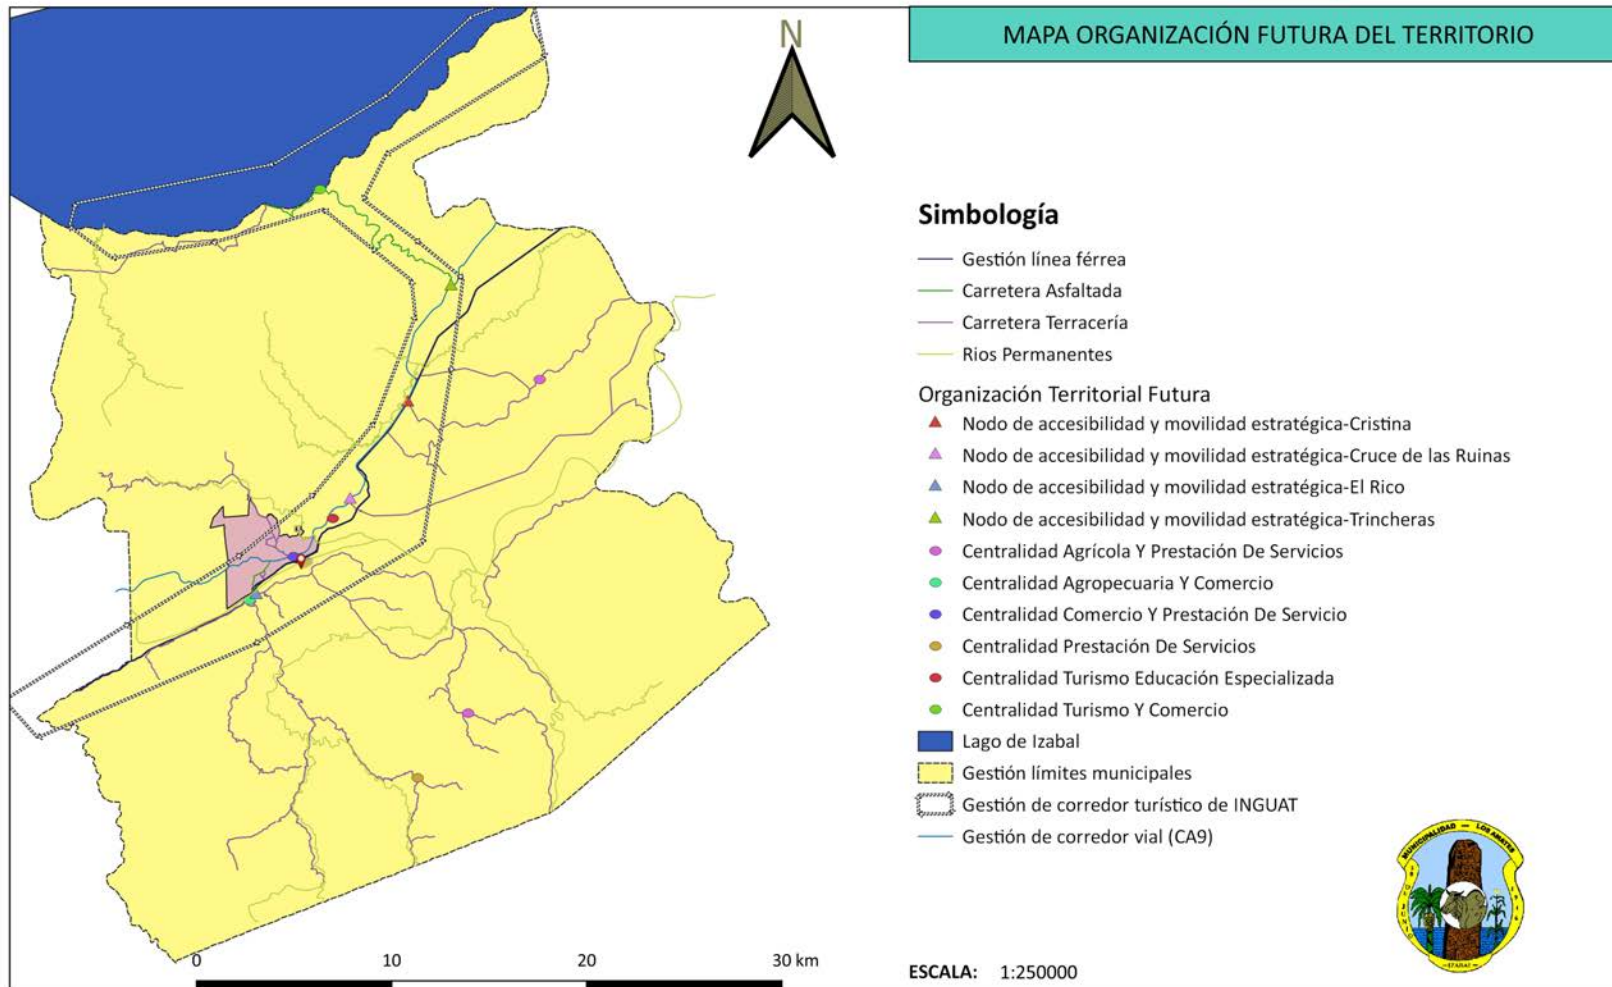 MAPA ORGANIZACIÓN FUTURA DEL TERRITORIO
N
Simbología
Gestión línea férrea
Carretera Asfaltada
Carretera Terracería
Rios Permanentes
Organización Territorial Futura
Nodo de accesibilidad y movilidad estratégica-Cristina
Nodo de accesibilidad y movilidad estratégica-Cruce de las Ruinas
Nodo de accesibilidad y movilidad estratégica-El Rico
Nodo de accesibilidad y movilidad estratégica-Trincheras
Centralidad Agrícola Y Prestación De Servicios
Centralidad Agropecuaria Y Comercio
Centralidad Comercio Y Prestación De Servicio
Centralidad Prestación De Servicios
Centralidad Turismo Educación Especializada
Centralidad Turismo Y Comercio
Lago de Izabal
Gestión límites municipales
Gestión de corredor turístico de INGUAT
Gestión de corredor vial (CA9)
MUNICIPALIDAD — LOS AMATES
IZABAL
0 10 20 30 km
ESCALA: 1:250000